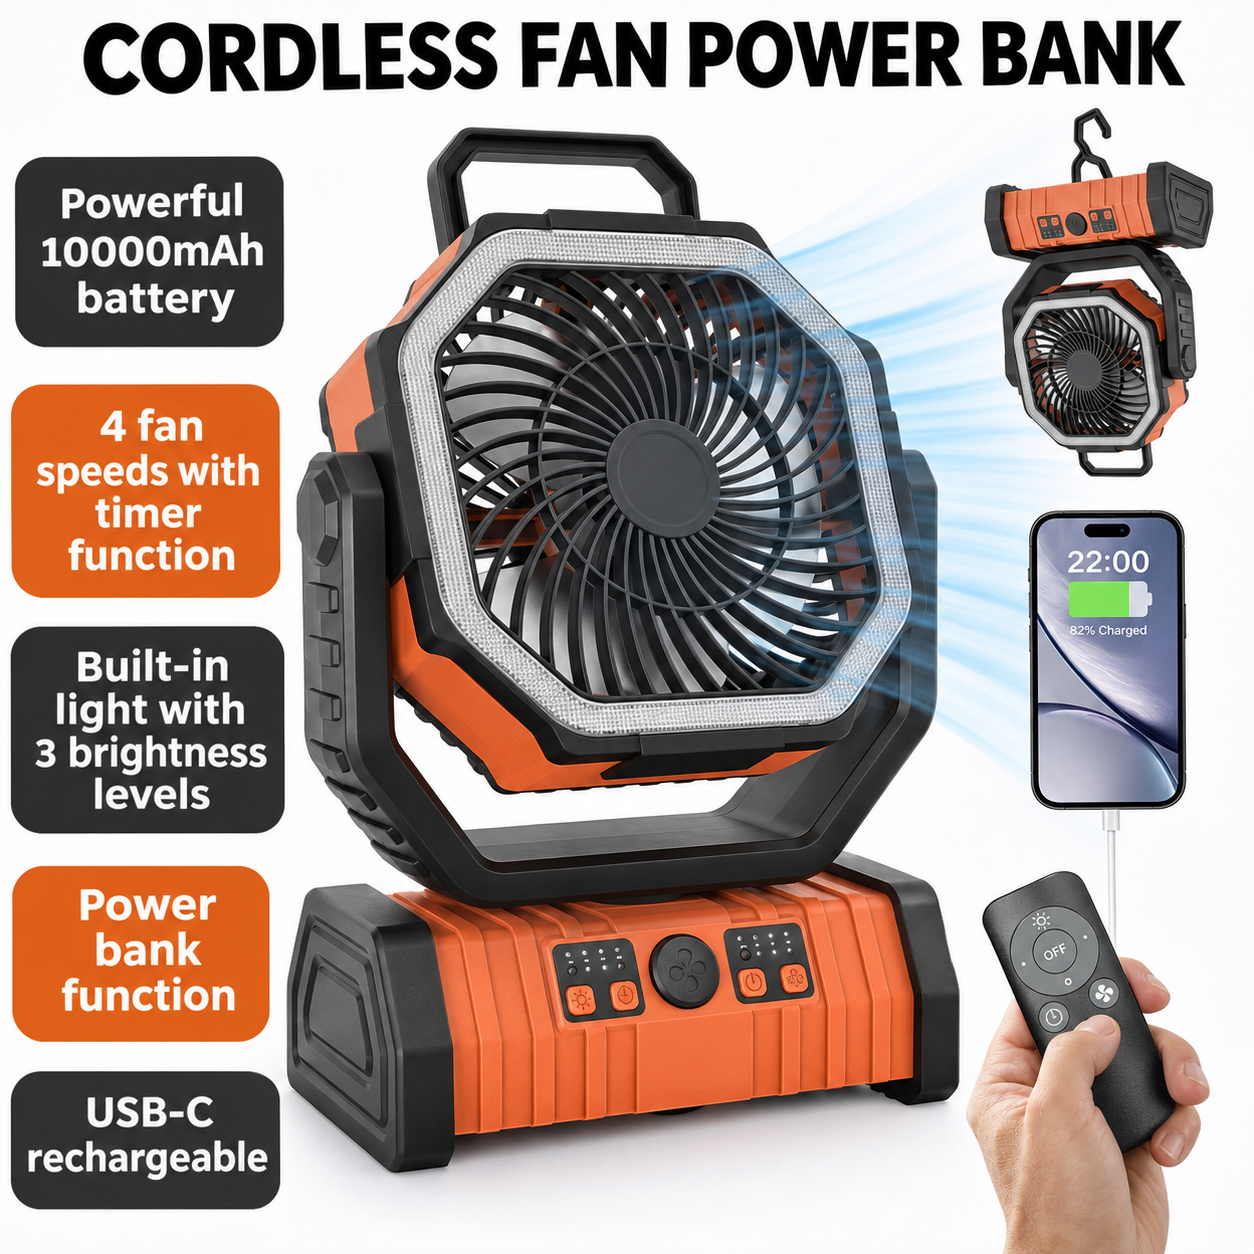 CORDLESS FAN POWER BANK
Powerful
10000mAh
battery
4 fan
speeds with
timer
function
Built-in
light with
3 brightness
levels
Power
bank
function
USB-C
rechargeable
22:00
82% Charged
OFF